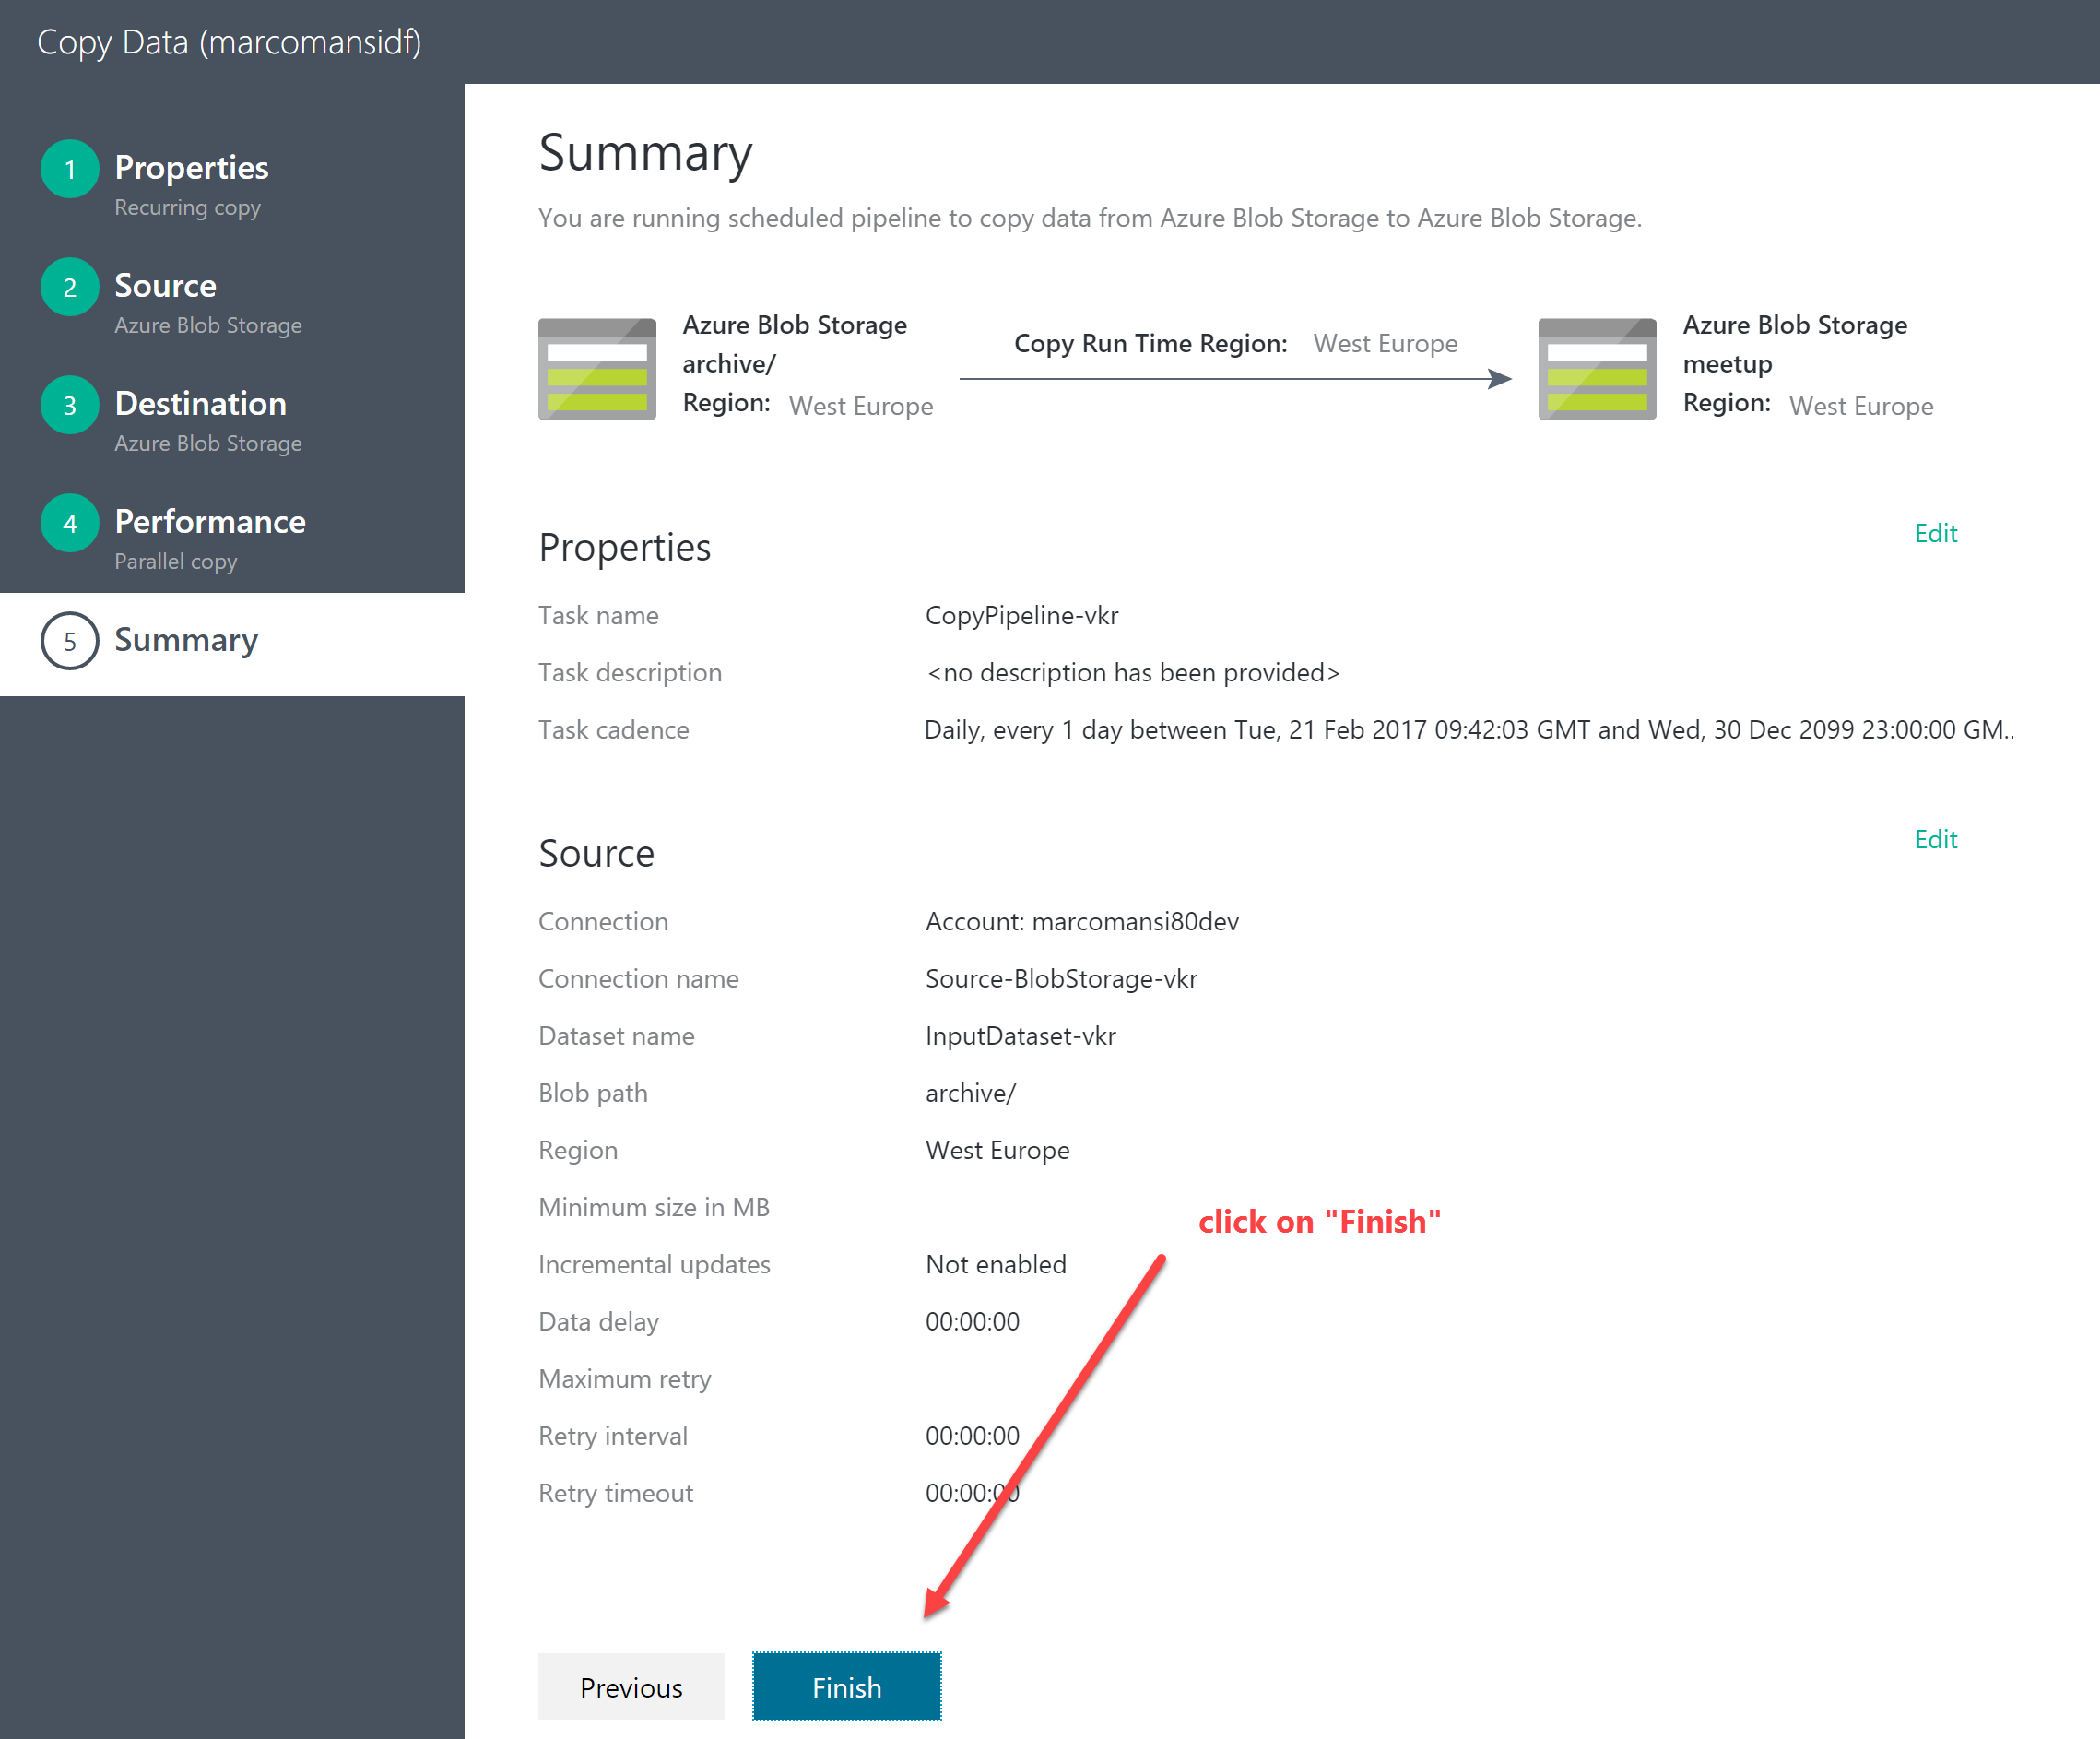 Copy Data (marcomansidf)
1 Properties
Recurring copy
2 Source
Azure Blob Storage
3 Destination
Azure Blob Storage
4 Performance
Parallel copy
5 Summary
Summary
You are running scheduled pipeline to copy data from Azure Blob Storage to Azure Blob Storage.
Azure Blob Storage
archive/
Region: West Europe
Copy Run Time Region: West Europe
Azure Blob Storage
meetup
Region: West Europe
Properties Edit
Task name CopyPipeline-vkr
Task description <no description has been provided>
Task cadence Daily, every 1 day between Tue, 21 Feb 2017 09:42:03 GMT and Wed, 30 Dec 2099 23:00:00 GM..
Source Edit
Connection Account: marcomansi80dev
Connection name Source-BlobStorage-vkr
Dataset name InputDataset-vkr
Blob path archive/
Region West Europe
Minimum size in MB
click on "Finish"
Incremental updates Not enabled
Data delay 00:00:00
Maximum retry
Retry interval 00:00:00
Retry timeout 00:00:00
Previous Finish